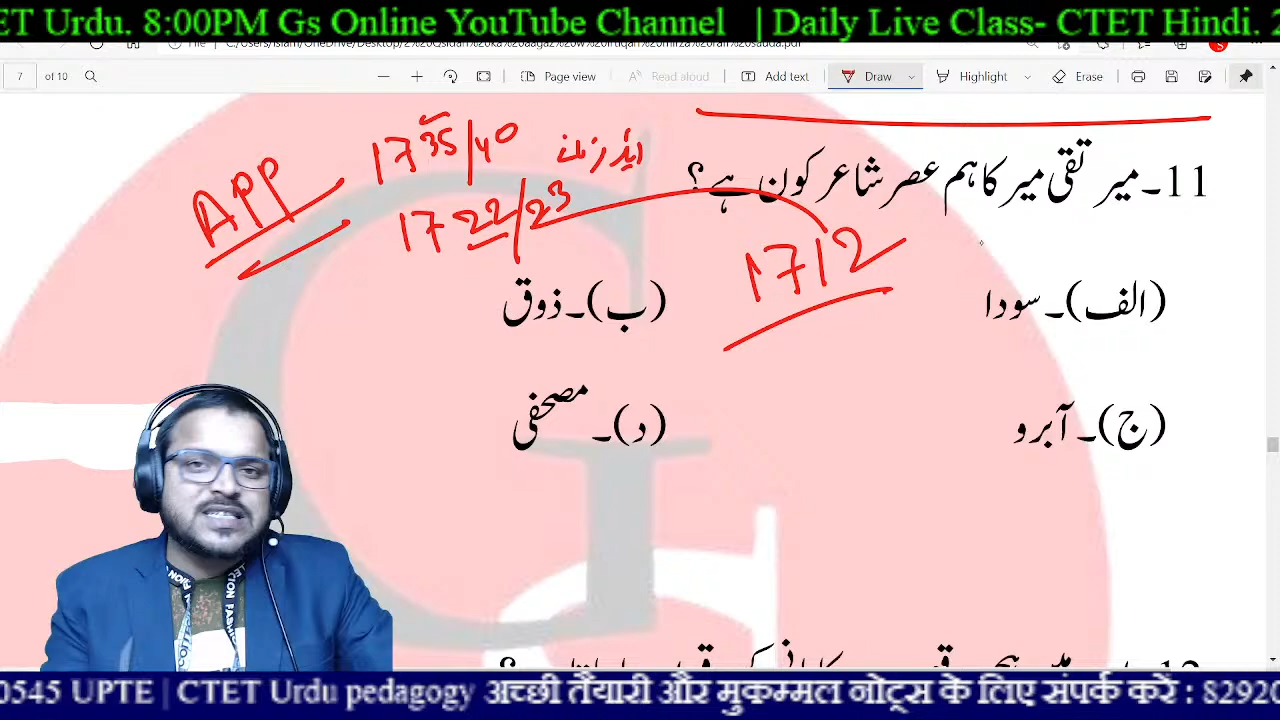 ET Urdu. 8:00PM Gs Online YouTube Channel | Daily Live Class- CTET Hindi. 2
7 of 10 Page view Read aloud Add text Draw Highlight Erase
11۔میر تقی میر کا ہم عصر شاعر کون ہے؟
1735/40
1722/23
APP
1712
(الف)۔سودا (ب)۔ذوق
(ج)۔آبرو (د)۔مصحفی
0545 UPTE | CTET Urdu pedagogy अच्छी तैयारी और मुकम्मल नोट्स के लिए संपर्क करें : 8292